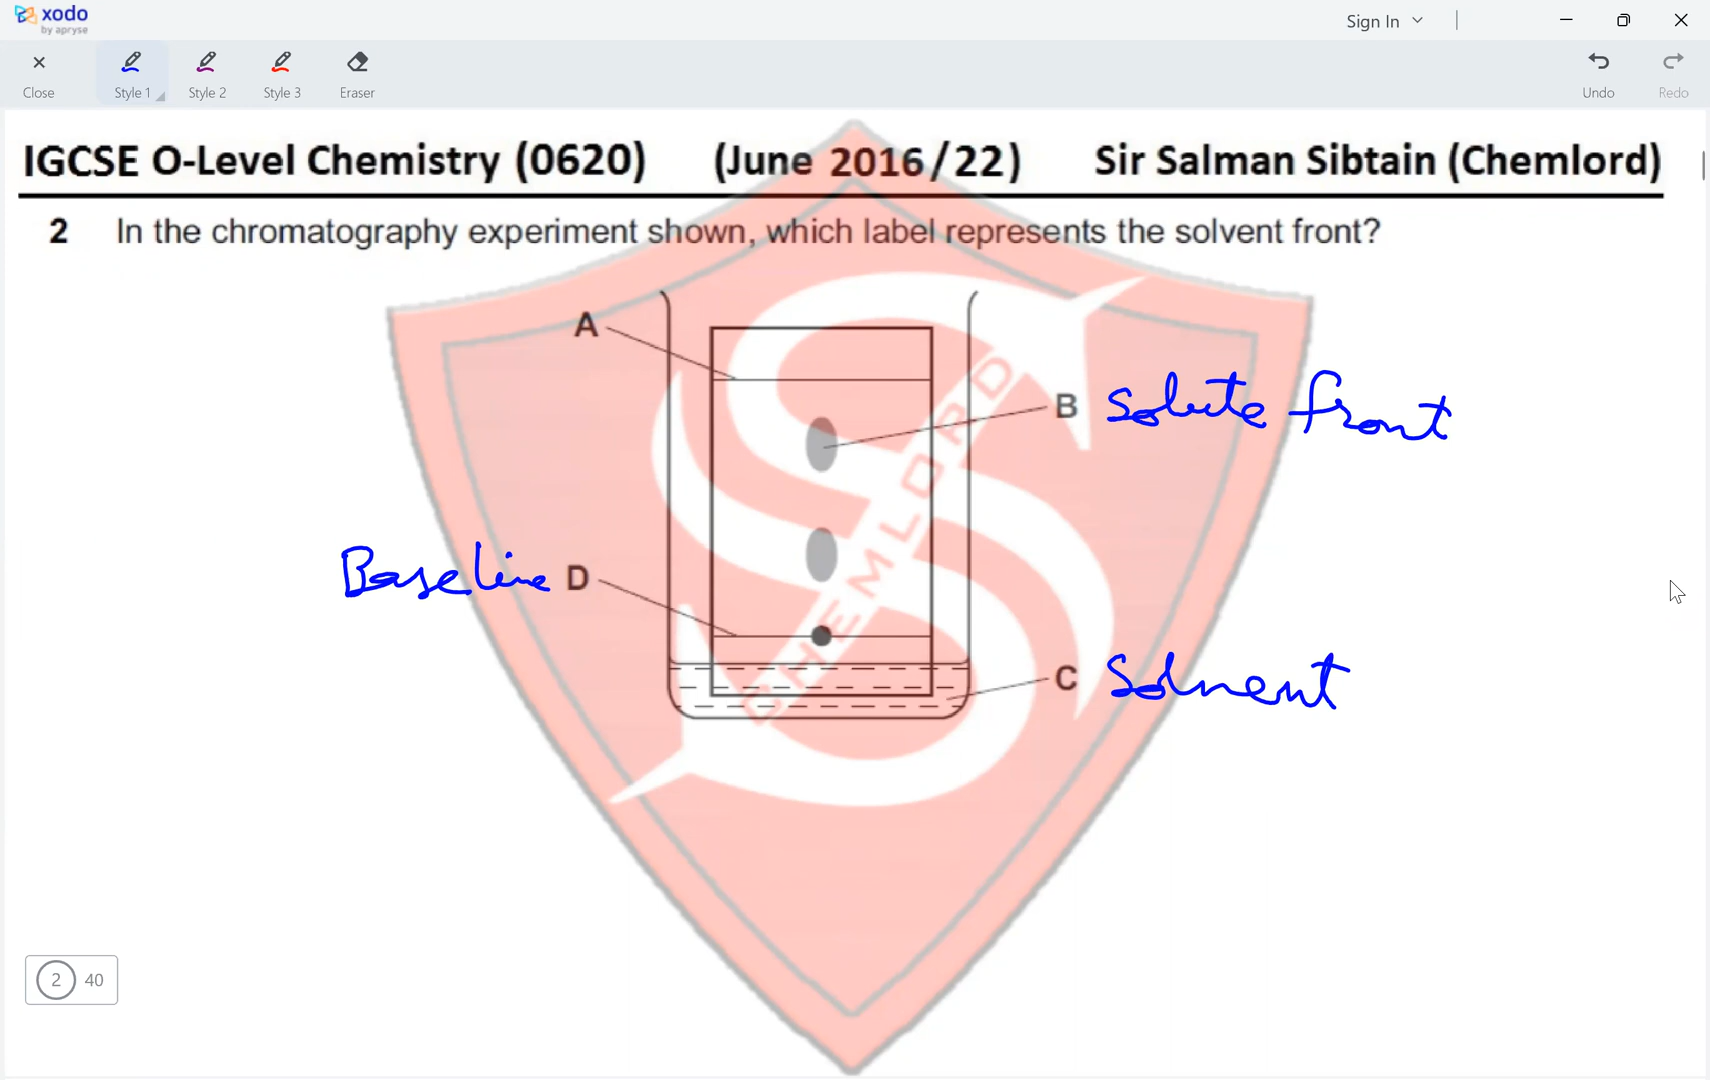 xodo
by apryse
Sign In
Close
Style 1
Style 2
Style 3
Eraser
Undo
Redo
IGCSE O-Level Chemistry (0620) (June 2016/22) Sir Salman Sibtain (Chemlord)
2 In the chromatography experiment shown, which label represents the solvent front?
A
B Solute front
Baseline D
C Solvent
CHEMLORD
2 40